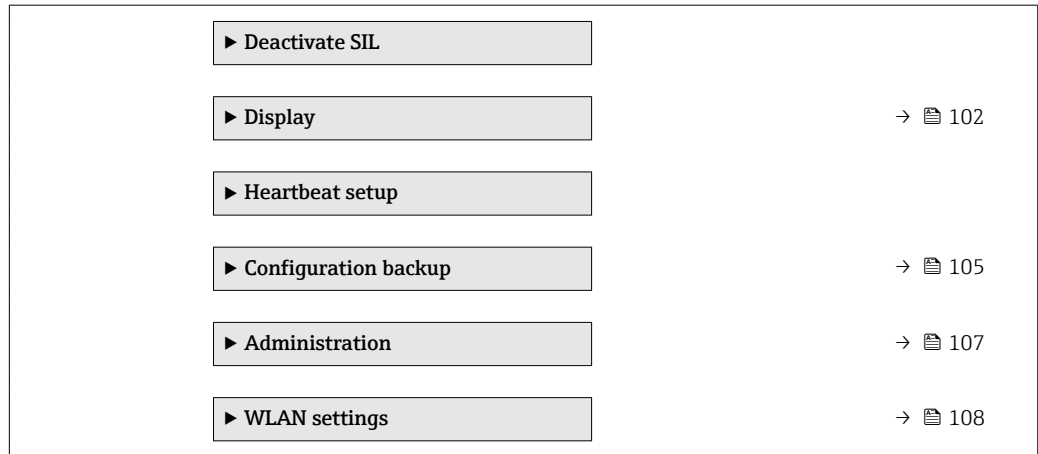 ▶ Deactivate SIL
▶ Display → 102
▶ Heartbeat setup
▶ Configuration backup → 105
▶ Administration → 107
▶ WLAN settings → 108